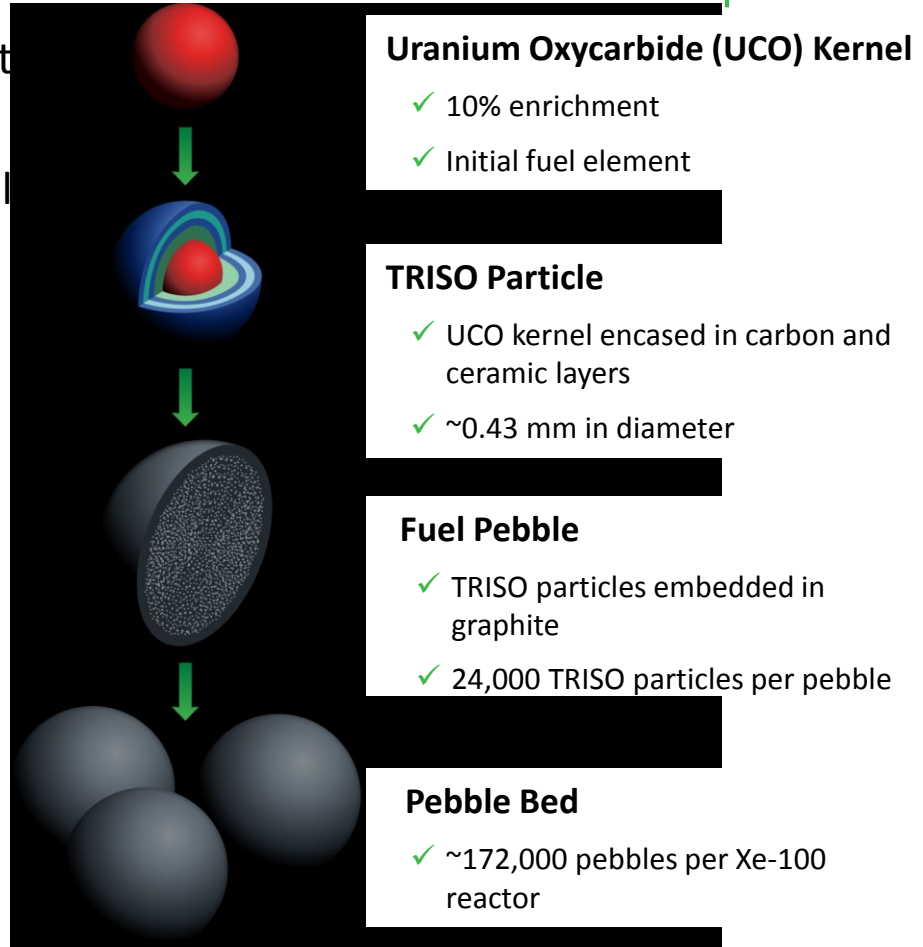 Uranium Oxycarbide (UCO) Kernel
✓ 10% enrichment
✓ Initial fuel element
TRISO Particle
✓ UCO kernel encased in carbon and
ceramic layers
✓ ~0.43 mm in diameter
Fuel Pebble
✓ TRISO particles embedded in
graphite
✓ 24,000 TRISO particles per pebble
Pebble Bed
✓ ~172,000 pebbles per Xe-100
reactor